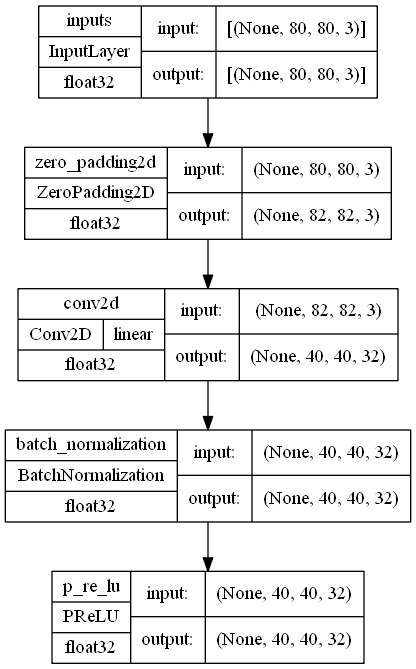 inputs
InputLayer
float32
input:
[(None, 80, 80, 3)]
output:
[(None, 80, 80, 3)]
zero_padding2d
ZeroPadding2D
float32
input:
(None, 80, 80, 3)
output:
(None, 82, 82, 3)
conv2d
Conv2D linear
float32
input:
(None, 82, 82, 3)
output:
(None, 40, 40, 32)
batch_normalization
BatchNormalization
float32
input:
(None, 40, 40, 32)
output:
(None, 40, 40, 32)
p_re_lu
PReLU
float32
input:
(None, 40, 40, 32)
output:
(None, 40, 40, 32)